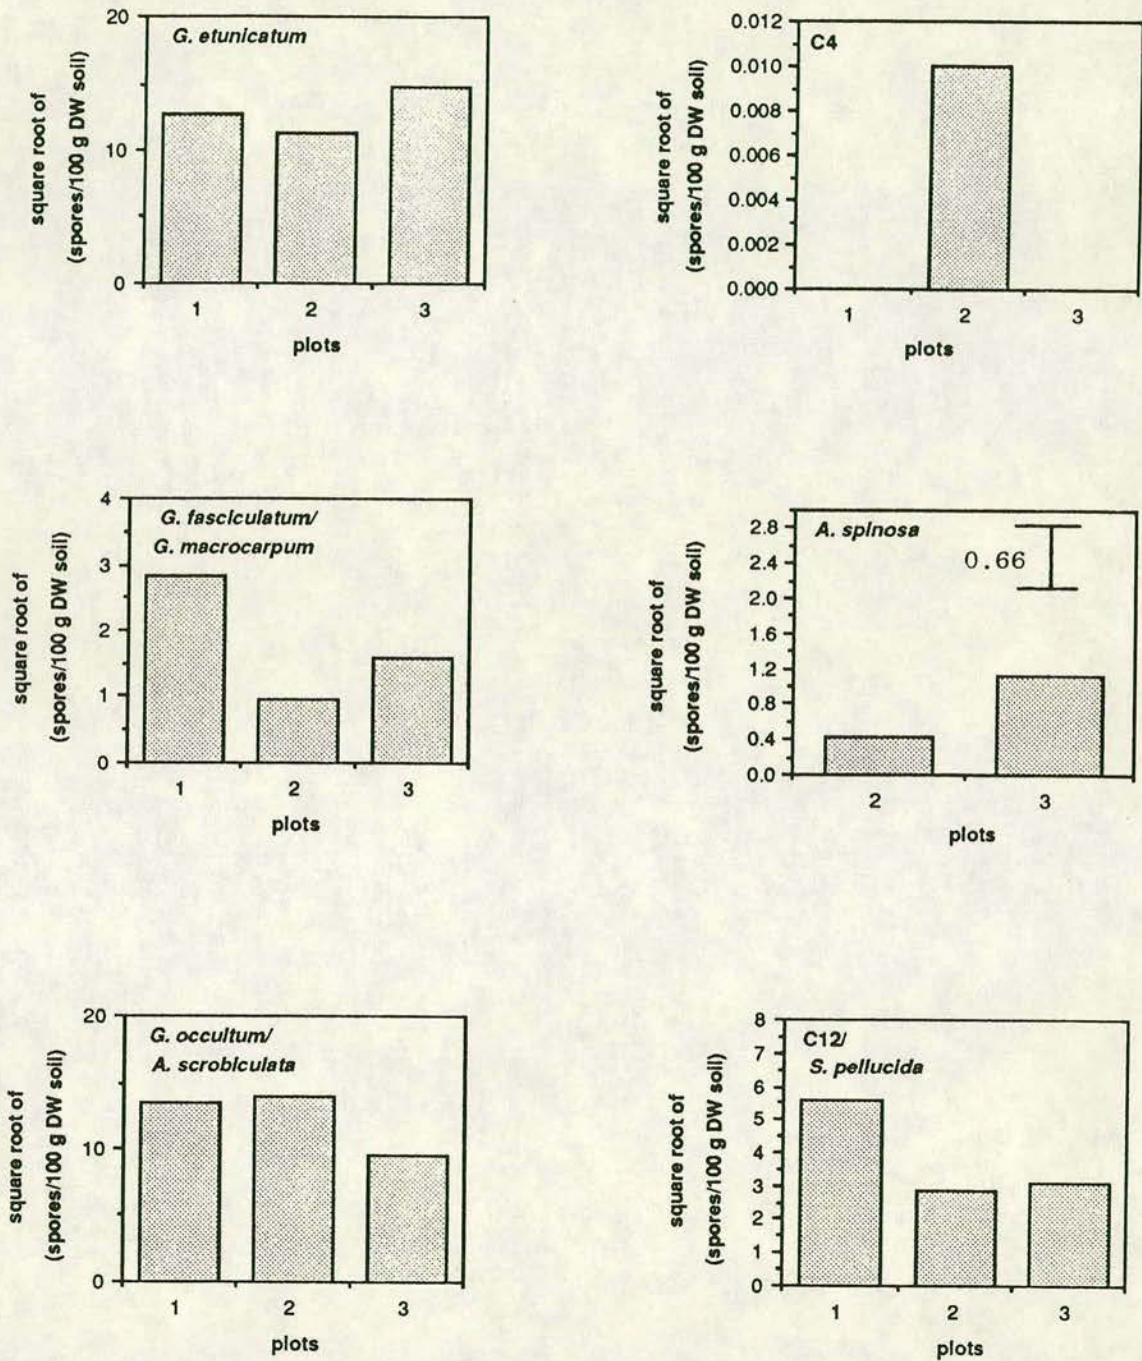 G. etunicatum
20
10
0
square root of
(spores/100 g DW soil)
1 2 3
plots
C4
0.012
0.010
0.008
0.006
0.004
0.002
0.000
square root of
(spores/100 g DW soil)
1 2 3
plots
G. fasciculatum/
G. macrocarpum
4
3
2
1
0
square root of
(spores/100 g DW soil)
1 2 3
plots
A. spinosa
0.66
2.8
2.4
2.0
1.6
1.2
0.8
0.4
0.0
square root of
(spores/100 g DW soil)
2 3
plots
G. occultum/
A. scrobiculata
20
10
0
square root of
(spores/100 g DW soil)
1 2 3
plots
C12/
S. pellucida
8
7
6
5
4
3
2
1
0
square root of
(spores/100 g DW soil)
1 2 3
plots